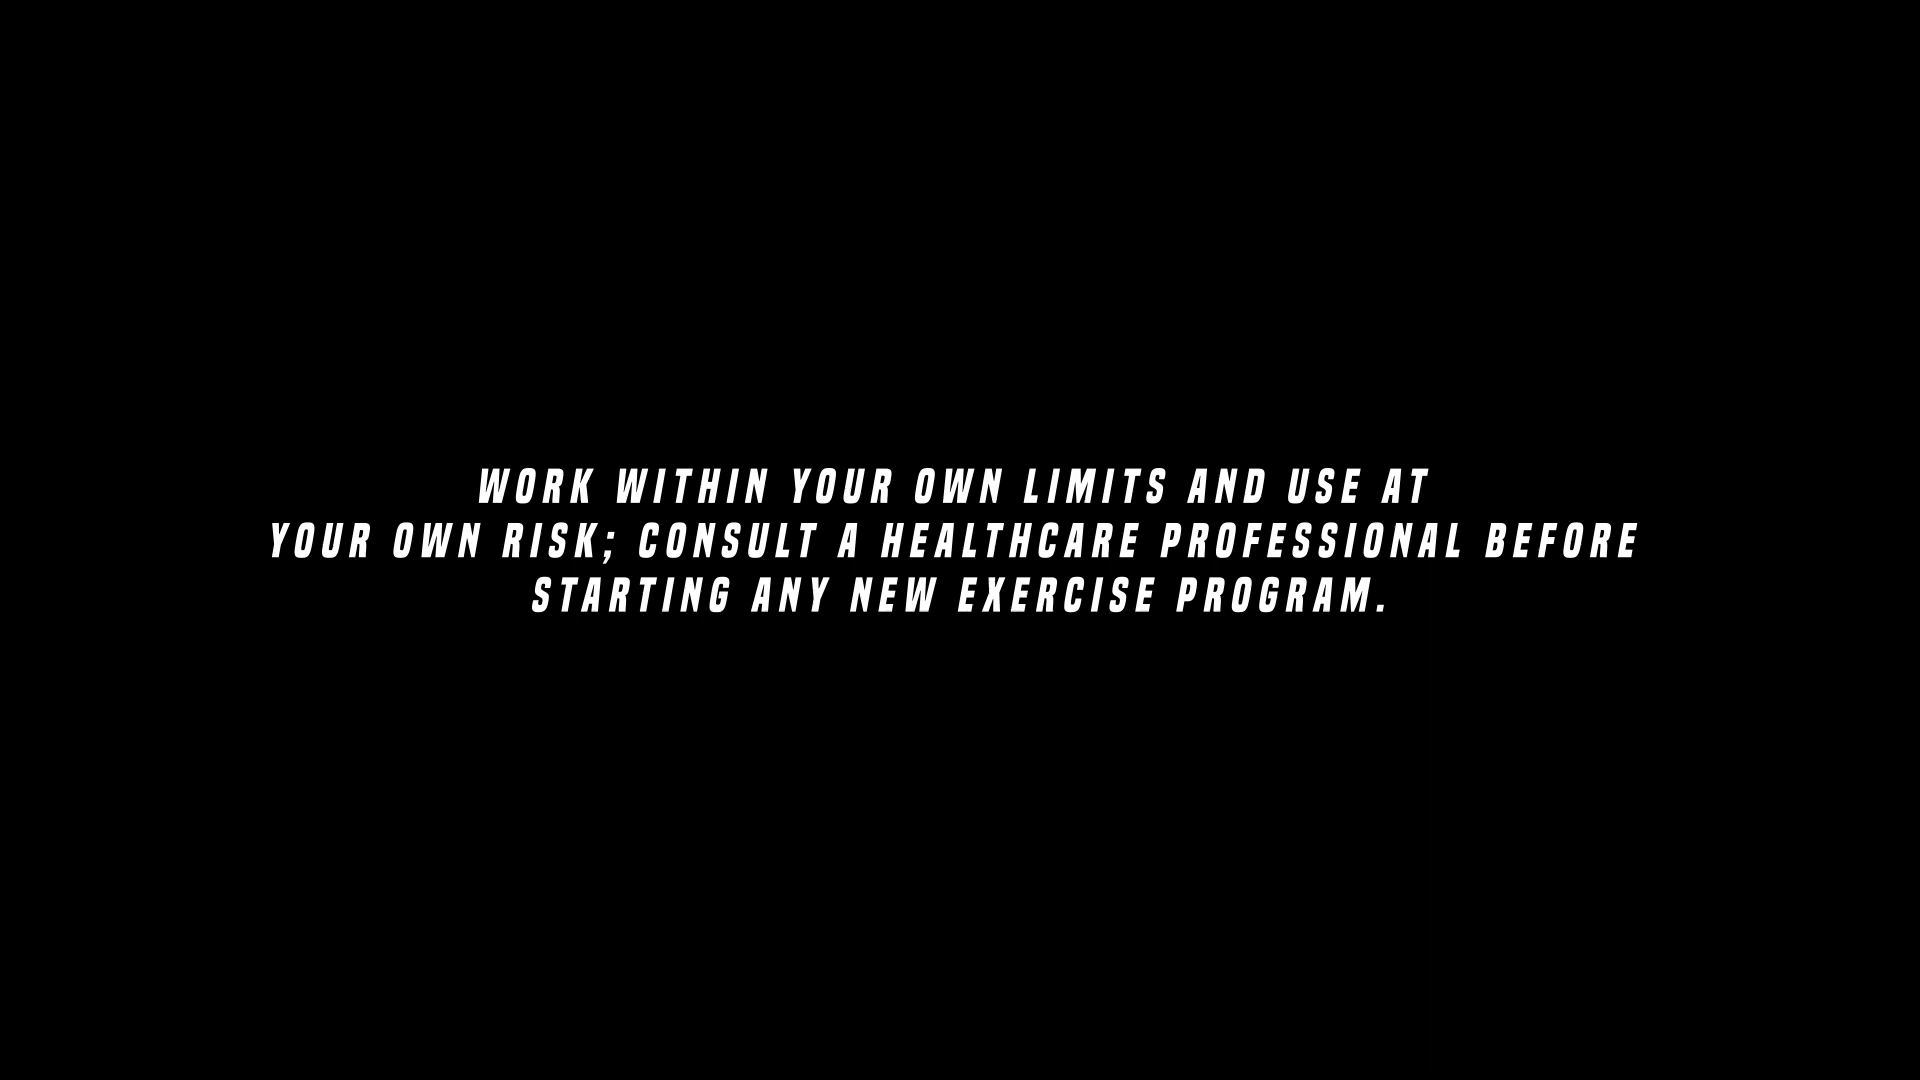 WORK WITHIN YOUR OWN LIMITS AND USE AT
YOUR OWN RISK; CONSULT A HEALTHCARE PROFESSIONAL BEFORE
STARTING ANY NEW EXERCISE PROGRAM.